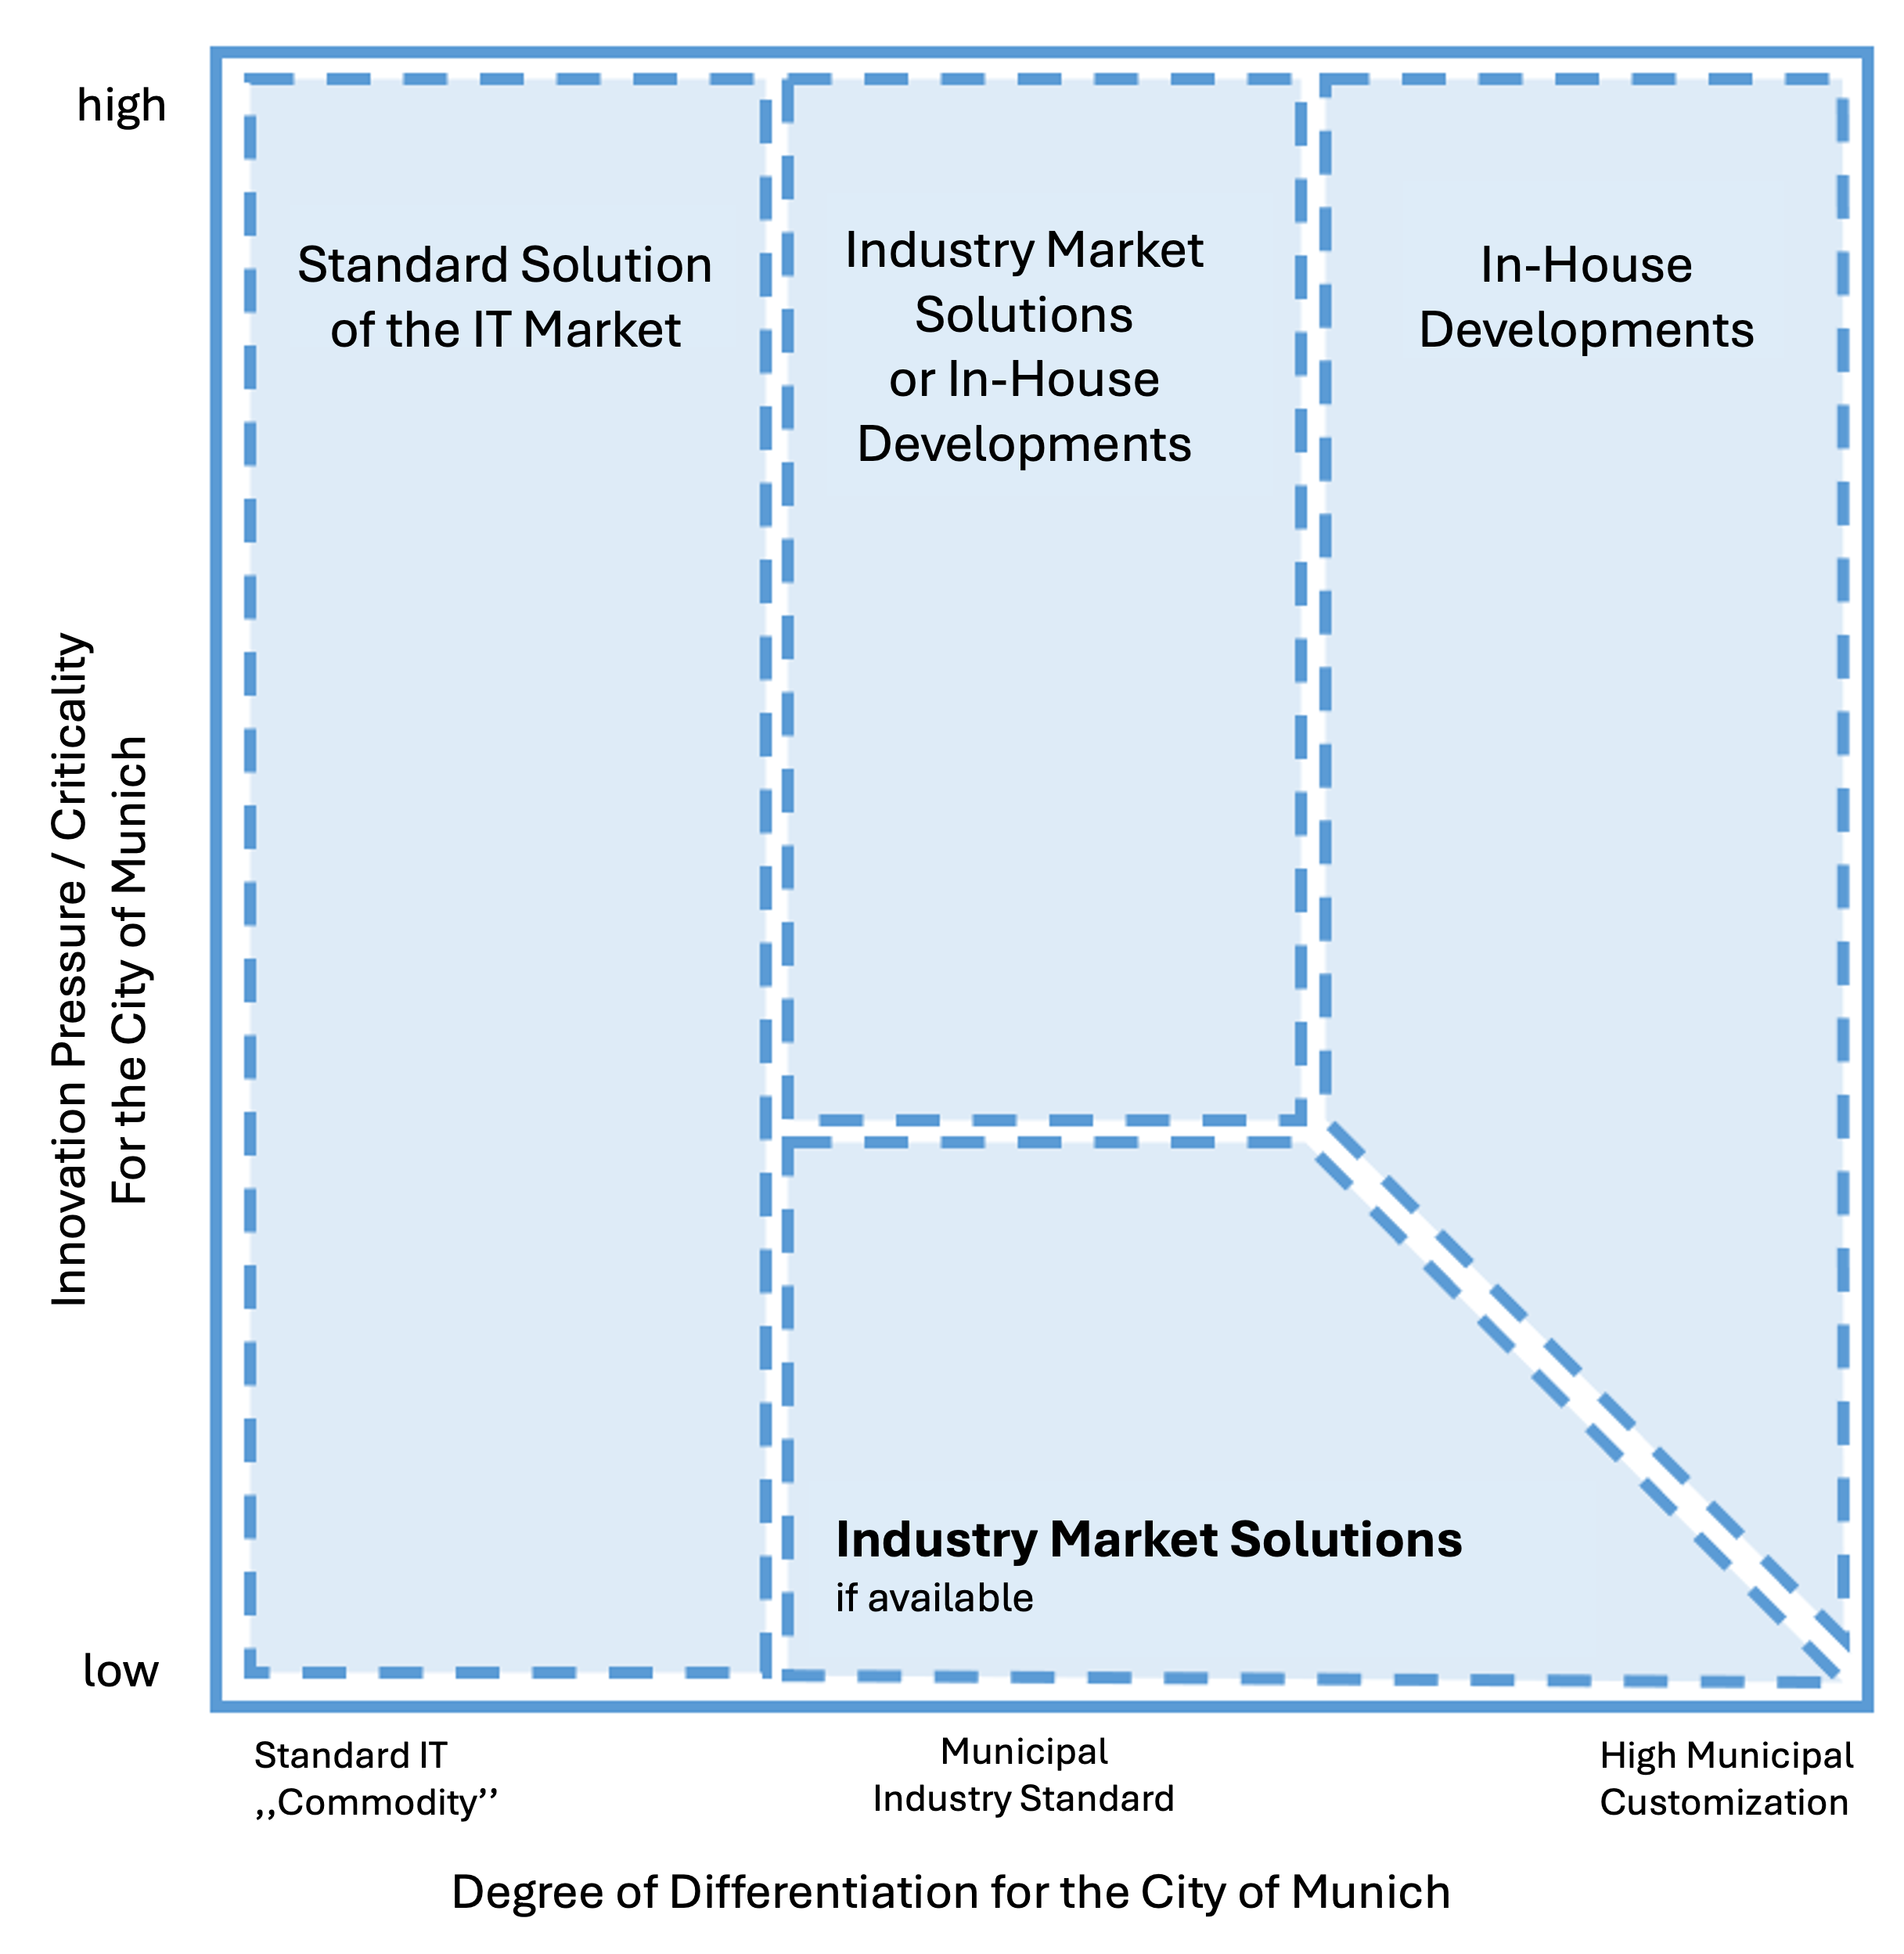 high
Standard Solution
of the IT Market
Industry Market
Solutions
or In-House
Developments
In-House
Developments
Innovation Pressure / Criticality
For the City of Munich
Industry Market Solutions
if available
low
Standard IT
,,Commodity’’
Municipal
Industry Standard
High Municipal
Customization
Degree of Differentiation for the City of Munich